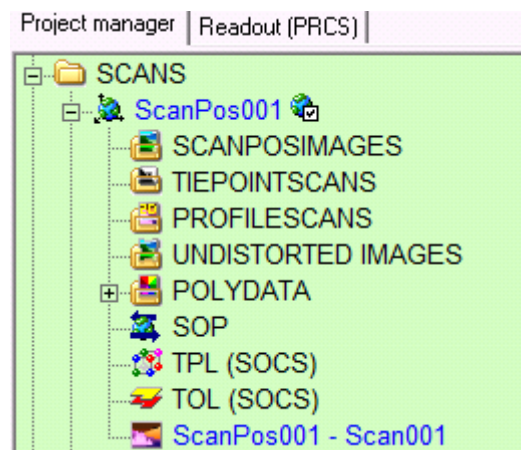 Project manager Readout (PRCS)
SCANS
ScanPos001
SCANPOSIMAGES
TIEPOINTSCANS
PROFILESCANS
UNDISTORTED IMAGES
POLYDATA
SOP
TPL (SOCS)
TOL (SOCS)
ScanPos001 - Scan001